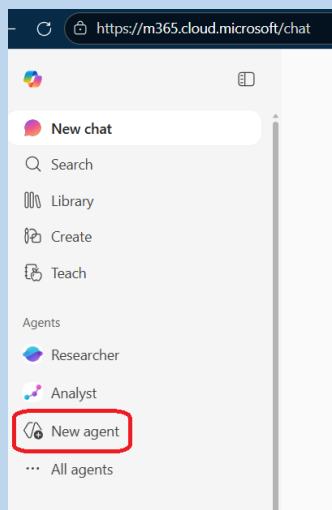 https://m365.cloud.microsoft/chat
New chat
Search
Library
Create
Teach
Agents
Researcher
Analyst
New agent
All agents